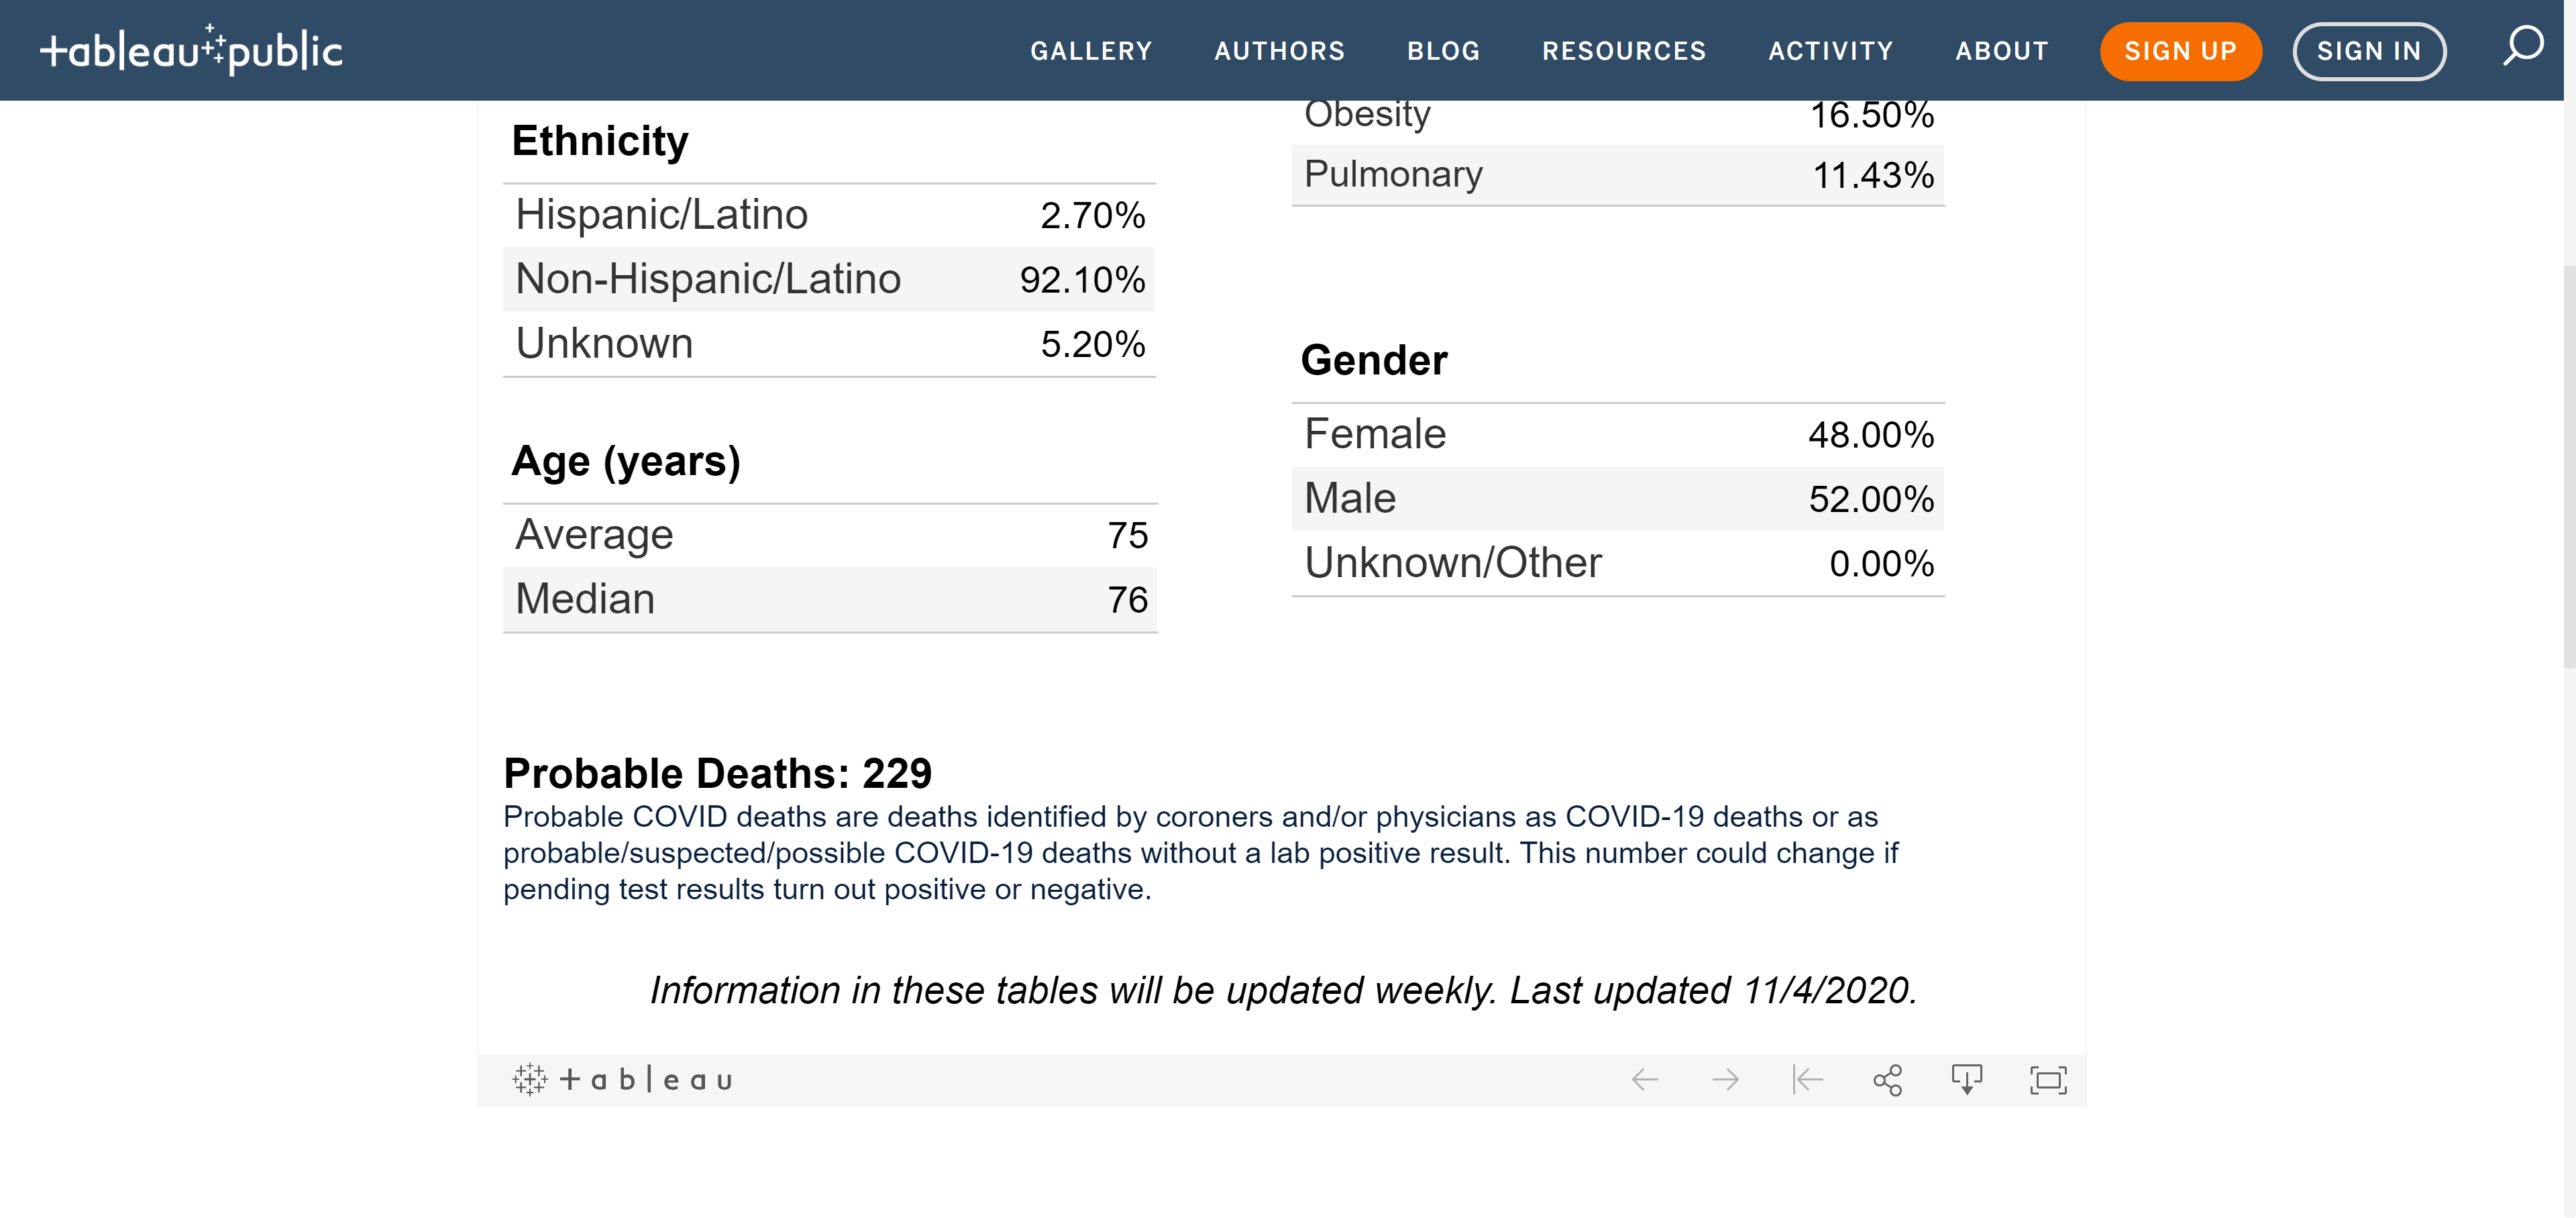 tableau public
GALLERY AUTHORS BLOG RESOURCES ACTIVITY ABOUT SIGN UP SIGN IN
Ethnicity
Hispanic/Latino 2.70%
Non-Hispanic/Latino 92.10%
Unknown 5.20%
Age (years)
Average 75
Median 76
Obesity 16.50%
Pulmonary 11.43%
Gender
Female 48.00%
Male 52.00%
Unknown/Other 0.00%
Probable Deaths: 229
Probable COVID deaths are deaths identified by coroners and/or physicians as COVID-19 deaths or as
probable/suspected/possible COVID-19 deaths without a lab positive result. This number could change if
pending test results turn out positive or negative.
Information in these tables will be updated weekly. Last updated 11/4/2020.
tableau